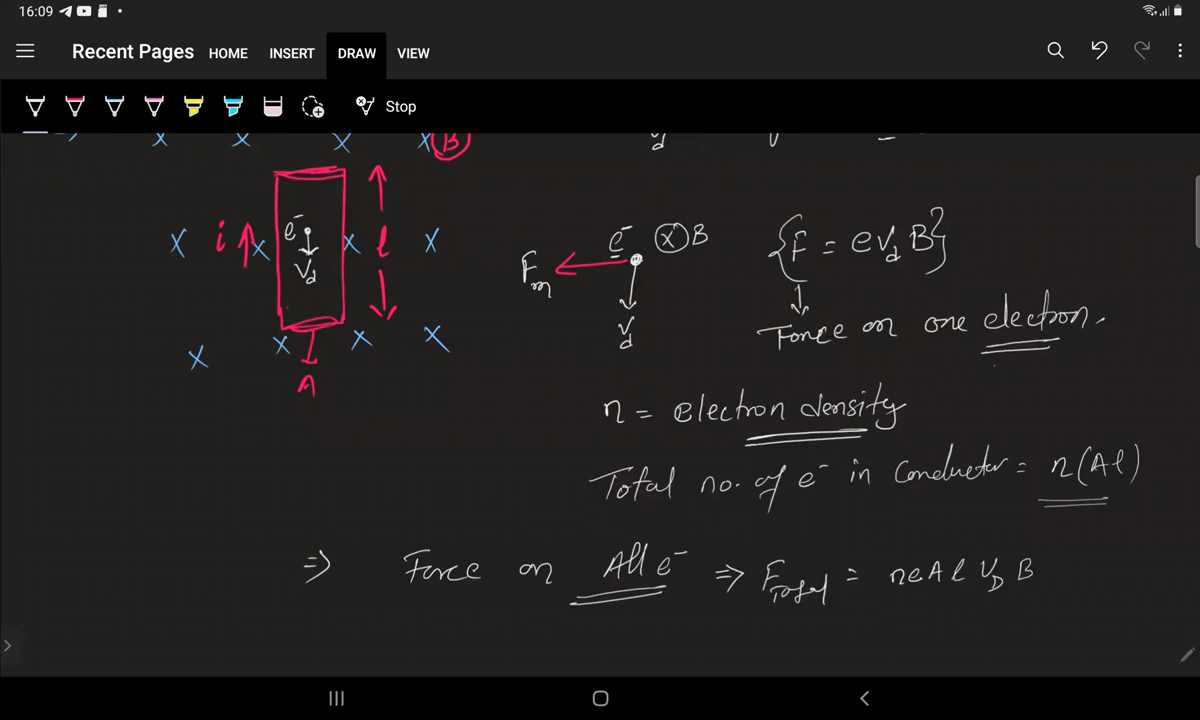 16:09
Recent Pages HOME INSERT DRAW VIEW
Stop
x x x x B
v d
x i x e⁻ x l x
Vd
e⁻ ⓧ B {F = e Vd B}
Fm
Vd
Force on one electron.
x x x x
A
n = electron density
Total no. of e⁻ in Conductor = n(Al)
⇒ Force on All e⁻ ⇒ FTotal = neAl VD B